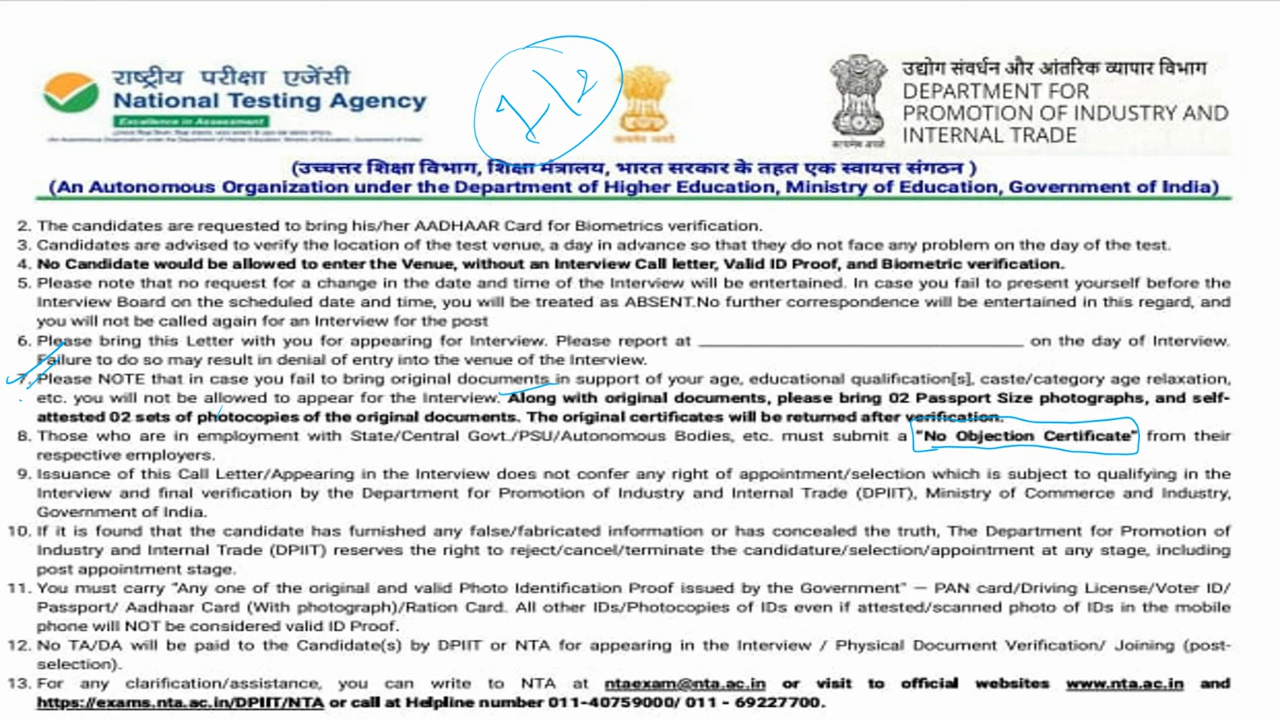 राष्ट्रीय परीक्षा एजेंसी
National Testing Agency
Excellence in Assessment
उद्योग संवर्धन और आंतरिक व्यापार विभाग
DEPARTMENT FOR
PROMOTION OF INDUSTRY AND
INTERNAL TRADE
सत्यमेव जयते
(उच्चत्तर शिक्षा विभाग, शिक्षा मंत्रालय, भारत सरकार के तहत एक स्वायत्त संगठन )
(An Autonomous Organization under the Department of Higher Education, Ministry of Education, Government of India)
2. The candidates are requested to bring his/her AADHAAR Card for Biometrics verification.
3. Candidates are advised to verify the location of the test venue, a day in advance so that they do not face any problem on the day of the test.
4. No Candidate would be allowed to enter the Venue, without an Interview Call letter, Valid ID Proof, and Biometric verification.
5. Please note that no request for a change in the date and time of the Interview will be entertained. In case you fail to present yourself before the
Interview Board on the scheduled date and time, you will be treated as ABSENT.No further correspondence will be entertained in this regard, and
you will not be called again for an Interview for the post
6. Please bring this Letter with you for appearing for Interview. Please report at ______ on the day of Interview.
Failure to do so may result in denial of entry into the venue of the Interview.
7. Please NOTE that in case you fail to bring original documents in support of your age, educational qualification[s], caste/category age relaxation,
etc. you will not be allowed to appear for the Interview. Along with original documents, please bring 02 Passport Size photographs, and self-
attested 02 sets of photocopies of the original documents. The original certificates will be returned after verification.
8. Those who are in employment with State/Central Govt./PSU/Autonomous Bodies, etc. must submit a "No Objection Certificate" from their
respective employers.
9. Issuance of this Call Letter/Appearing in the Interview does not confer any right of appointment/selection which is subject to qualifying in the
Interview and final verification by the Department for Promotion of Industry and Internal Trade (DPIIT), Ministry of Commerce and Industry,
Government of India.
10. If it is found that the candidate has furnished any false/fabricated information or has concealed the truth, The Department for Promotion of
Industry and Internal Trade (DPIIT) reserves the right to reject/cancel/terminate the candidature/selection/appointment at any stage, including
post appointment stage.
11. You must carry "Any one of the original and valid Photo Identification Proof issued by the Government" – PAN card/Driving License/Voter ID/
Passport/ Aadhaar Card (With photograph)/Ration Card. All other IDs/Photocopies of IDs even if attested/scanned photo of IDs in the mobile
phone will NOT be considered valid ID Proof.
12. No TA/DA will be paid to the Candidate(s) by DPIIT or NTA for appearing in the Interview / Physical Document Verification/ Joining (post-
selection).
13. For any clarification/assistance, you can write to NTA at ntaexam@nta.ac.in or visit to official websites www.nta.ac.in and
https://exams.nta.ac.in/DPIIT/NTA or call at Helpline number 011-40759000/ 011 - 69227700.